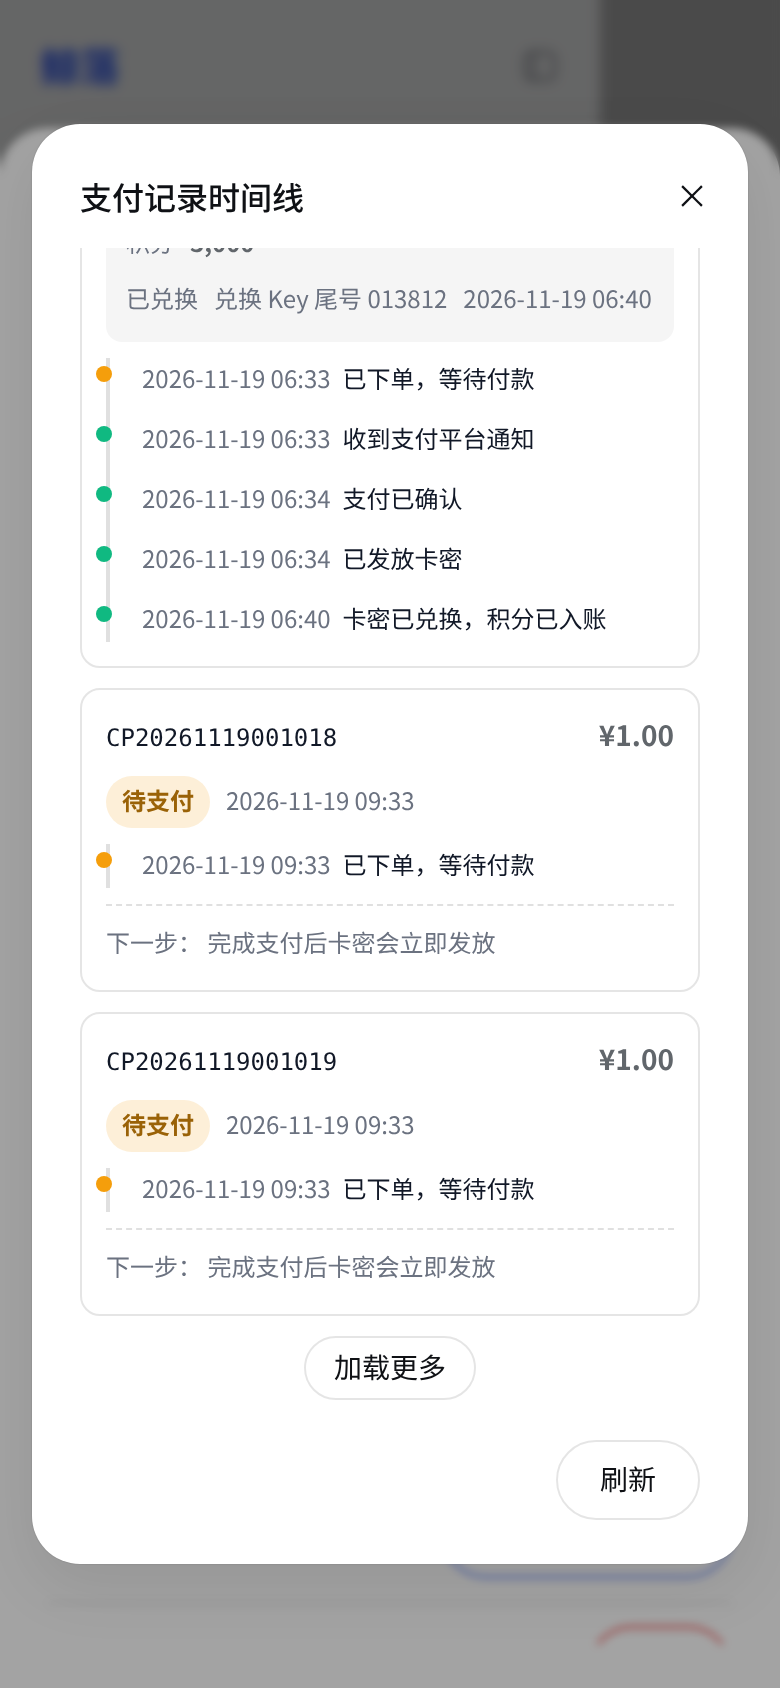 支付记录时间线
已兑换 兑换 Key 尾号 013812 2026-11-19 06:40
2026-11-19 06:33 已下单，等待付款
2026-11-19 06:33 收到支付平台通知
2026-11-19 06:34 支付已确认
2026-11-19 06:34 已发放卡密
2026-11-19 06:40 卡密已兑换，积分已入账
CP20261119001018 ¥1.00
待支付 2026-11-19 09:33
2026-11-19 09:33 已下单，等待付款
下一步： 完成支付后卡密会立即发放
CP20261119001019 ¥1.00
待支付 2026-11-19 09:33
2026-11-19 09:33 已下单，等待付款
下一步： 完成支付后卡密会立即发放
加载更多
刷新